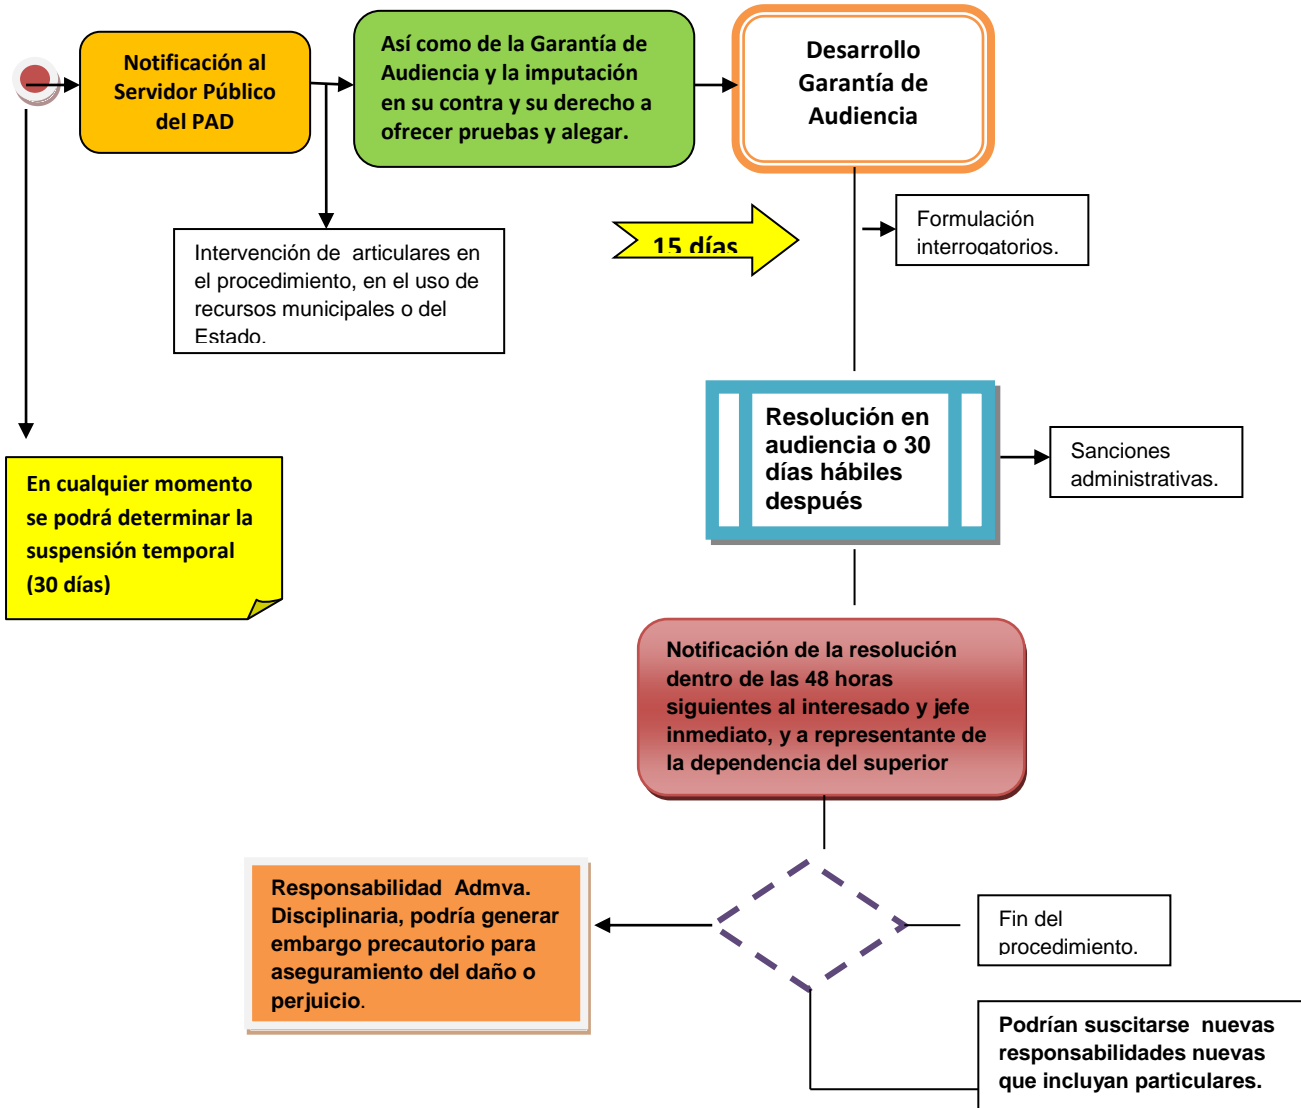 Notificación al
Servidor Público
del PAD
Así como de la Garantía de
Audiencia y la imputación
en su contra y su derecho a
ofrecer pruebas y alegar.
Desarrollo
Garantía de
Audiencia
15 días
Formulación
interrogatorios.
Intervención de  articulares en
el procedimiento, en el uso de
recursos municipales o del
Estado.
Resolución en
audiencia o 30
días hábiles
después
Sanciones
administrativas.
En cualquier momento
se podrá determinar la
suspensión temporal
(30 días)
Notificación de la resolución
dentro de las 48 horas
siguientes al interesado y jefe
inmediato, y a representante de
la dependencia del superior
Responsabilidad  Admva.
Disciplinaria, podría generar
embargo precautorio para
aseguramiento del daño o
perjuicio.
Fin del
procedimiento.
Podrían suscitarse  nuevas
responsabilidades nuevas
que incluyan particulares.